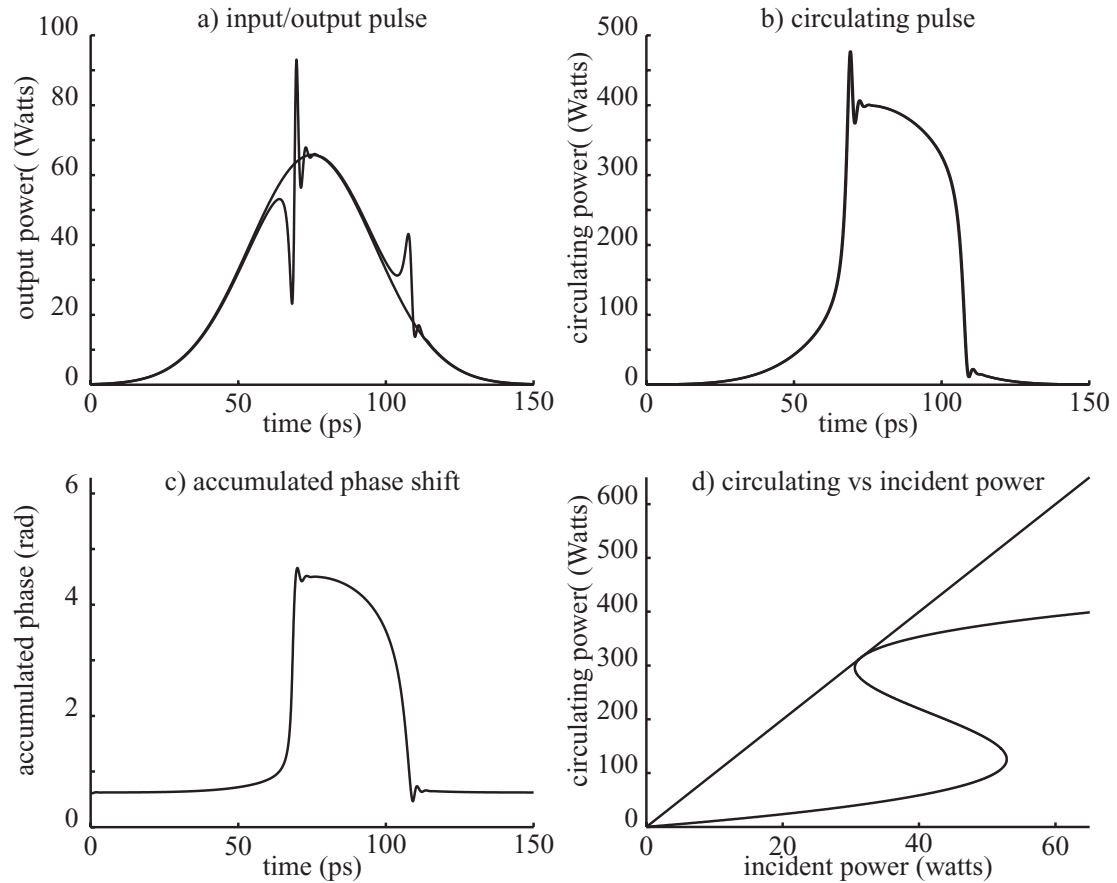 a) input/output pulse
100
80
60
40
20
0
output power( (Watts)
0 50 100 150
time (ps)
b) circulating pulse
500
400
300
200
100
0
circulating power( (Watts)
0 50 100 150
time (ps)
c) accumulated phase shift
6
4
2
0
accumulated phase (rad)
0 50 100 150
time (ps)
d) circulating vs incident power
600
500
400
300
200
100
0
circulating power( (Watts)
0 20 40 60
incident power (watts)